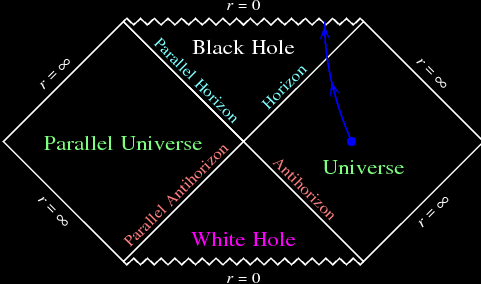 r = 0
Black Hole
Parallel Horizon
Horizon
r = ∞
r = ∞
Parallel Universe
Universe
Parallel Antihorizon
Antihorizon
r = ∞
r = ∞
White Hole
r = 0